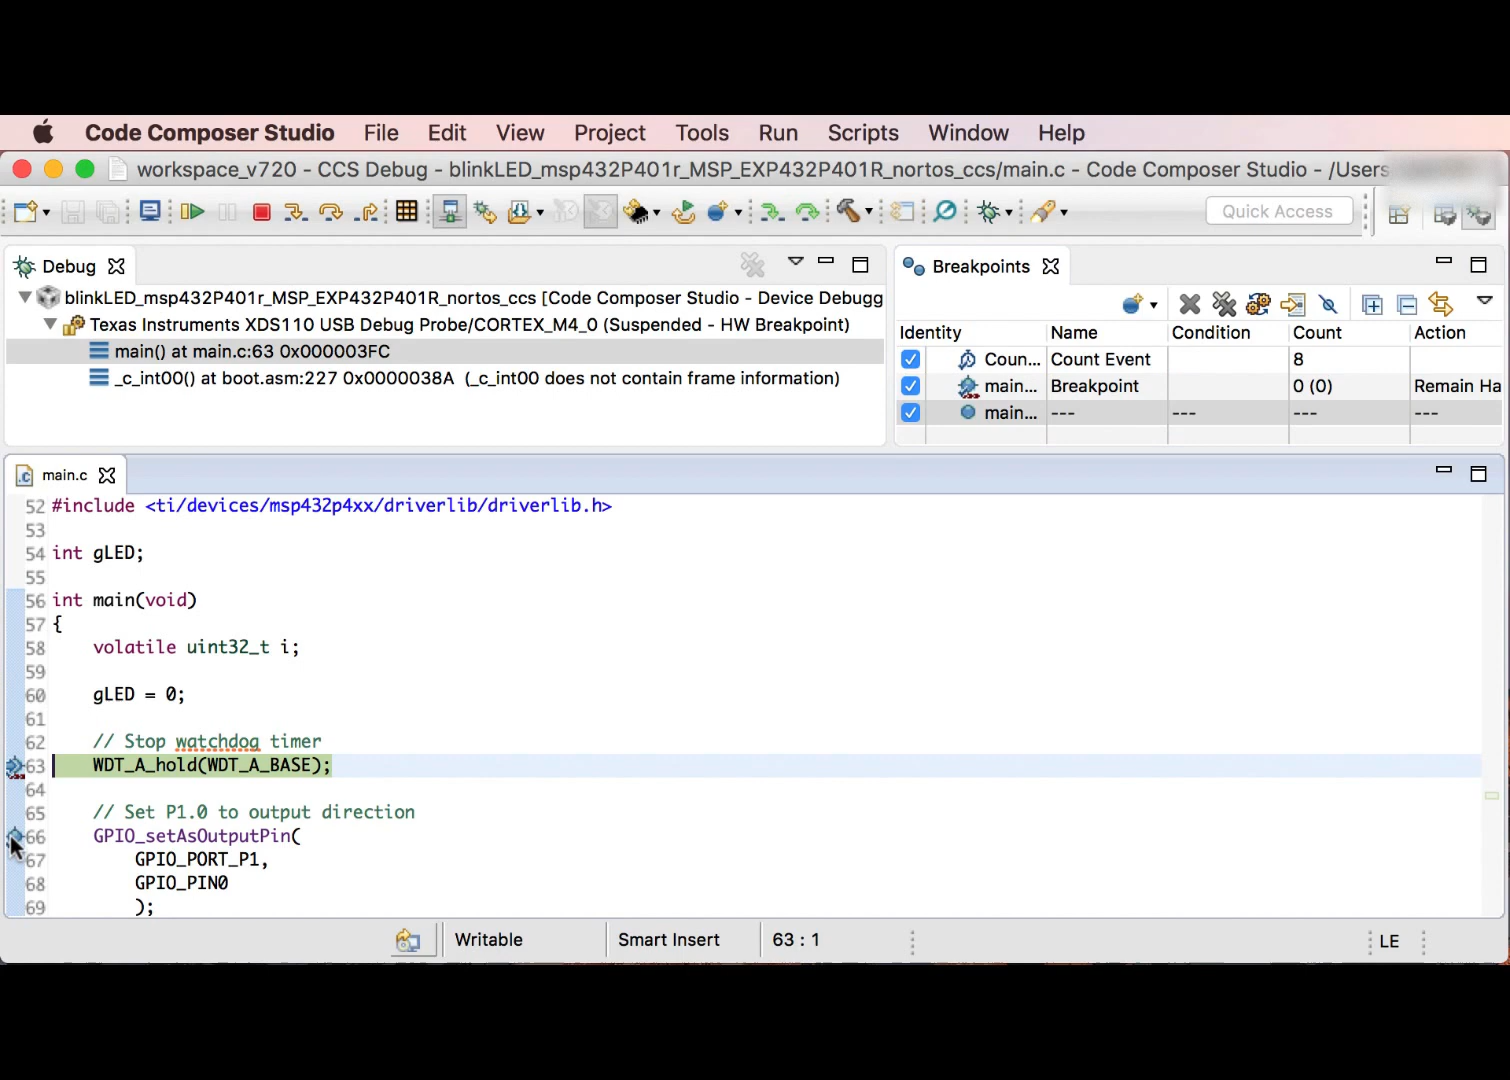 Code Composer Studio File Edit View Project Tools Run Scripts Window Help
workspace_v720 - CCS Debug - blinkLED_msp432P401r_MSP_EXP432P401R_nortos_ccs/main.c - Code Composer Studio - /Users
Quick Access
Debug
blinkLED_msp432P401r_MSP_EXP432P401R_nortos_ccs [Code Composer Studio - Device Debugg
Texas Instruments XDS110 USB Debug Probe/CORTEX_M4_0 (Suspended - HW Breakpoint)
main() at main.c:63 0x000003FC
_c_int00() at boot.asm:227 0x0000038A (_c_int00 does not contain frame information)
Breakpoints
Identity Name Condition Count Action
Coun... Count Event 8
main... Breakpoint 0 (0) Remain Ha
main... --- --- --- ---
main.c
52 #include <ti/devices/msp432p4xx/driverlib/driverlib.h>
53
54 int gLED;
55
56 int main(void)
57 {
58 volatile uint32_t i;
59
60 gLED = 0;
61
62 // Stop watchdog timer
63 WDT_A_hold(WDT_A_BASE);
64
65 // Set P1.0 to output direction
66 GPIO_setAsOutputPin(
67 GPIO_PORT_P1,
68 GPIO_PIN0
69 );
Writable Smart Insert 63 : 1 LE